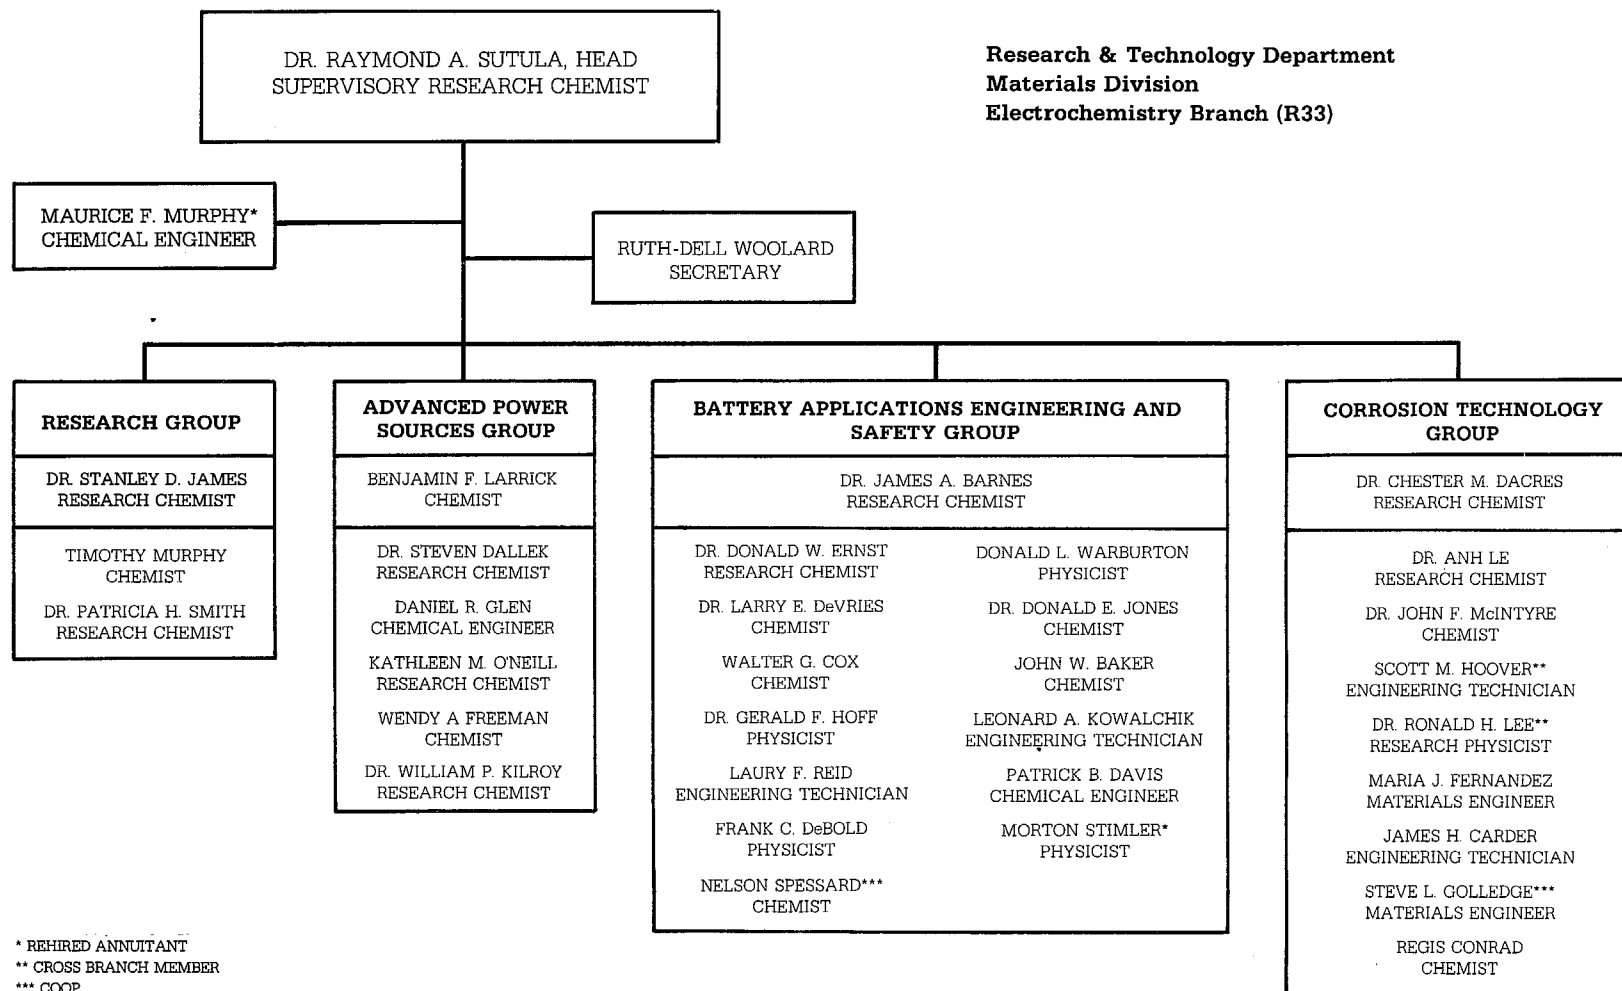 DR. RAYMOND A. SUTULA, HEAD
SUPERVISORY RESEARCH CHEMIST
Research & Technology Department
Materials Division
Electrochemistry Branch (R33)
MAURICE F. MURPHY*
CHEMICAL ENGINEER
RUTH-DELL WOOLARD
SECRETARY
RESEARCH GROUP
DR. STANLEY D. JAMES
RESEARCH CHEMIST
TIMOTHY MURPHY
CHEMIST
DR. PATRICIA H. SMITH
RESEARCH CHEMIST
ADVANCED POWER
SOURCES GROUP
BENJAMIN F. LARRICK
CHEMIST
DR. STEVEN DALLEK
RESEARCH CHEMIST
DANIEL R. GLEN
CHEMICAL ENGINEER
KATHLEEN M. O'NEILL
RESEARCH CHEMIST
WENDY A FREEMAN
CHEMIST
DR. WILLIAM P. KILROY
RESEARCH CHEMIST
BATTERY APPLICATIONS ENGINEERING AND
SAFETY GROUP
DR. JAMES A. BARNES
RESEARCH CHEMIST
DR. DONALD W. ERNST
RESEARCH CHEMIST
DR. LARRY E. DeVRIES
CHEMIST
WALTER G. COX
CHEMIST
DR. GERALD F. HOFF
PHYSICIST
LAURY F. REID
ENGINEERING TECHNICIAN
FRANK C. DeBOLD
PHYSICIST
NELSON SPESSARD***
CHEMIST
DONALD L. WARBURTON
PHYSICIST
DR. DONALD E. JONES
CHEMIST
JOHN W. BAKER
CHEMIST
LEONARD A. KOWALCHIK
ENGINEERING TECHNICIAN
PATRICK B. DAVIS
CHEMICAL ENGINEER
MORTON STIMLER*
PHYSICIST
CORROSION TECHNOLOGY
GROUP
DR. CHESTER M. DACRES
RESEARCH CHEMIST
DR. ANH LE
RESEARCH CHEMIST
DR. JOHN F. McINTYRE
CHEMIST
SCOTT M. HOOVER**
ENGINEERING TECHNICIAN
DR. RONALD H. LEE**
RESEARCH PHYSICIST
MARIA J. FERNANDEZ
MATERIALS ENGINEER
JAMES H. CARDER
ENGINEERING TECHNICIAN
STEVE L. GOLLEDGE***
MATERIALS ENGINEER
REGIS CONRAD
CHEMIST
* REHIRED ANNUITANT
** CROSS BRANCH MEMBER
*** COOP